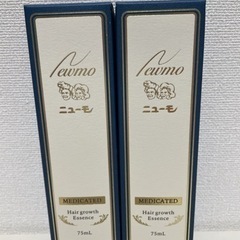 Newmo
ニューモ
MEDICATED
Hair growth
Essence
75mL
Newmo
ニューモ
MEDICATED
Hair growth
Essence
75mL